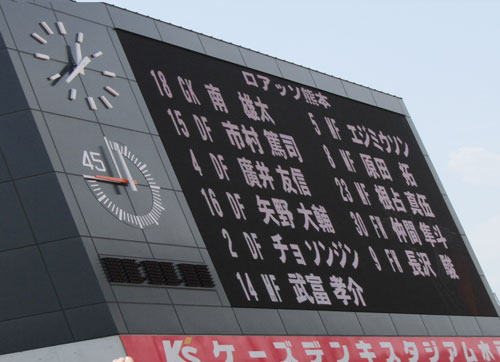 ロアッソ熊本
18 GK 南 雄太
15 DF 市村篤司
4 DF 廣井友信
16 DF 矢野大輔
2 DF チョソンジン
14 MF 武富孝介
5 MF エジミウソン
8 MF 原田 拓
23 MF 根占真伍
30 FW 仲間隼斗
9 FW 長沢 駿
45
K's ケーズデンキスタジアム水